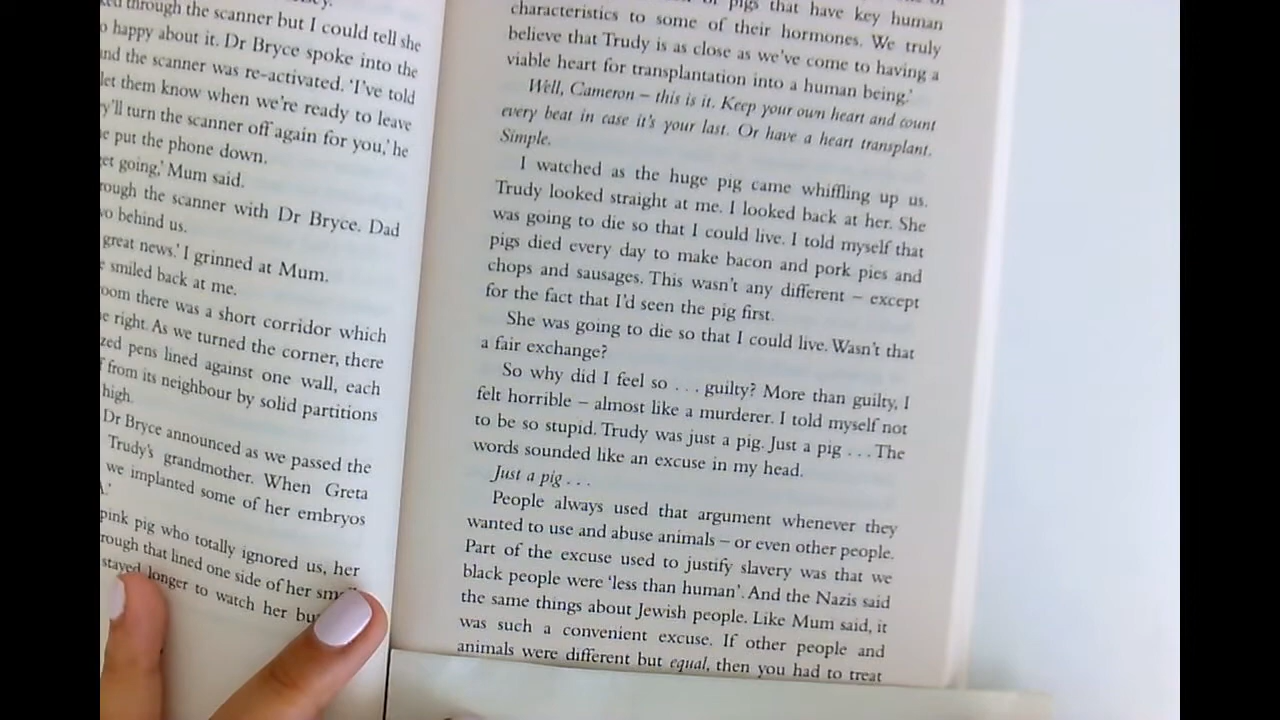 through the scanner but I could tell she
happy about it. Dr Bryce spoke into the
and the scanner was re-activated. 'I've told
let them know when we're ready to leave
y'll turn the scanner off again for you,' he
e put the phone down.
get going,' Mum said.
rough the scanner with Dr Bryce. Dad
wo behind us.
great news.' I grinned at Mum.
e smiled back at me.
oom there was a short corridor which
e right. As we turned the corner, there
zed pens lined against one wall, each
from its neighbour by solid partitions
high.
Dr Bryce announced as we passed the
Trudy's grandmother. When Greta
we implanted some of her embryos
A.'
pink pig who totally ignored us, her
rough that lined one side of her
stayed longer to watch her
of pigs that have key human
characteristics to some of their hormones. We truly
believe that Trudy is as close as we've come to having a
viable heart for transplantation into a human being.'
Well, Cameron – this is it. Keep your own heart and count
every beat in case it's your last. Or have a heart transplant.
Simple.
I watched as the huge pig came whiffling up us.
Trudy looked straight at me. I looked back at her. She
was going to die so that I could live. I told myself that
pigs died every day to make bacon and pork pies and
chops and sausages. This wasn't any different – except
for the fact that I'd seen the pig first.
She was going to die so that I could live. Wasn't that
a fair exchange?
So why did I feel so . . . guilty? More than guilty, I
felt horrible – almost like a murderer. I told myself not
to be so stupid. Trudy was just a pig. Just a pig . . . The
words sounded like an excuse in my head.
Just a pig . . .
People always used that argument whenever they
wanted to use and abuse animals – or even other people.
Part of the excuse used to justify slavery was that we
black people were 'less than human'. And the Nazis said
the same things about Jewish people. Like Mum said, it
was such a convenient excuse. If other people and
animals were different but equal, then you had to treat